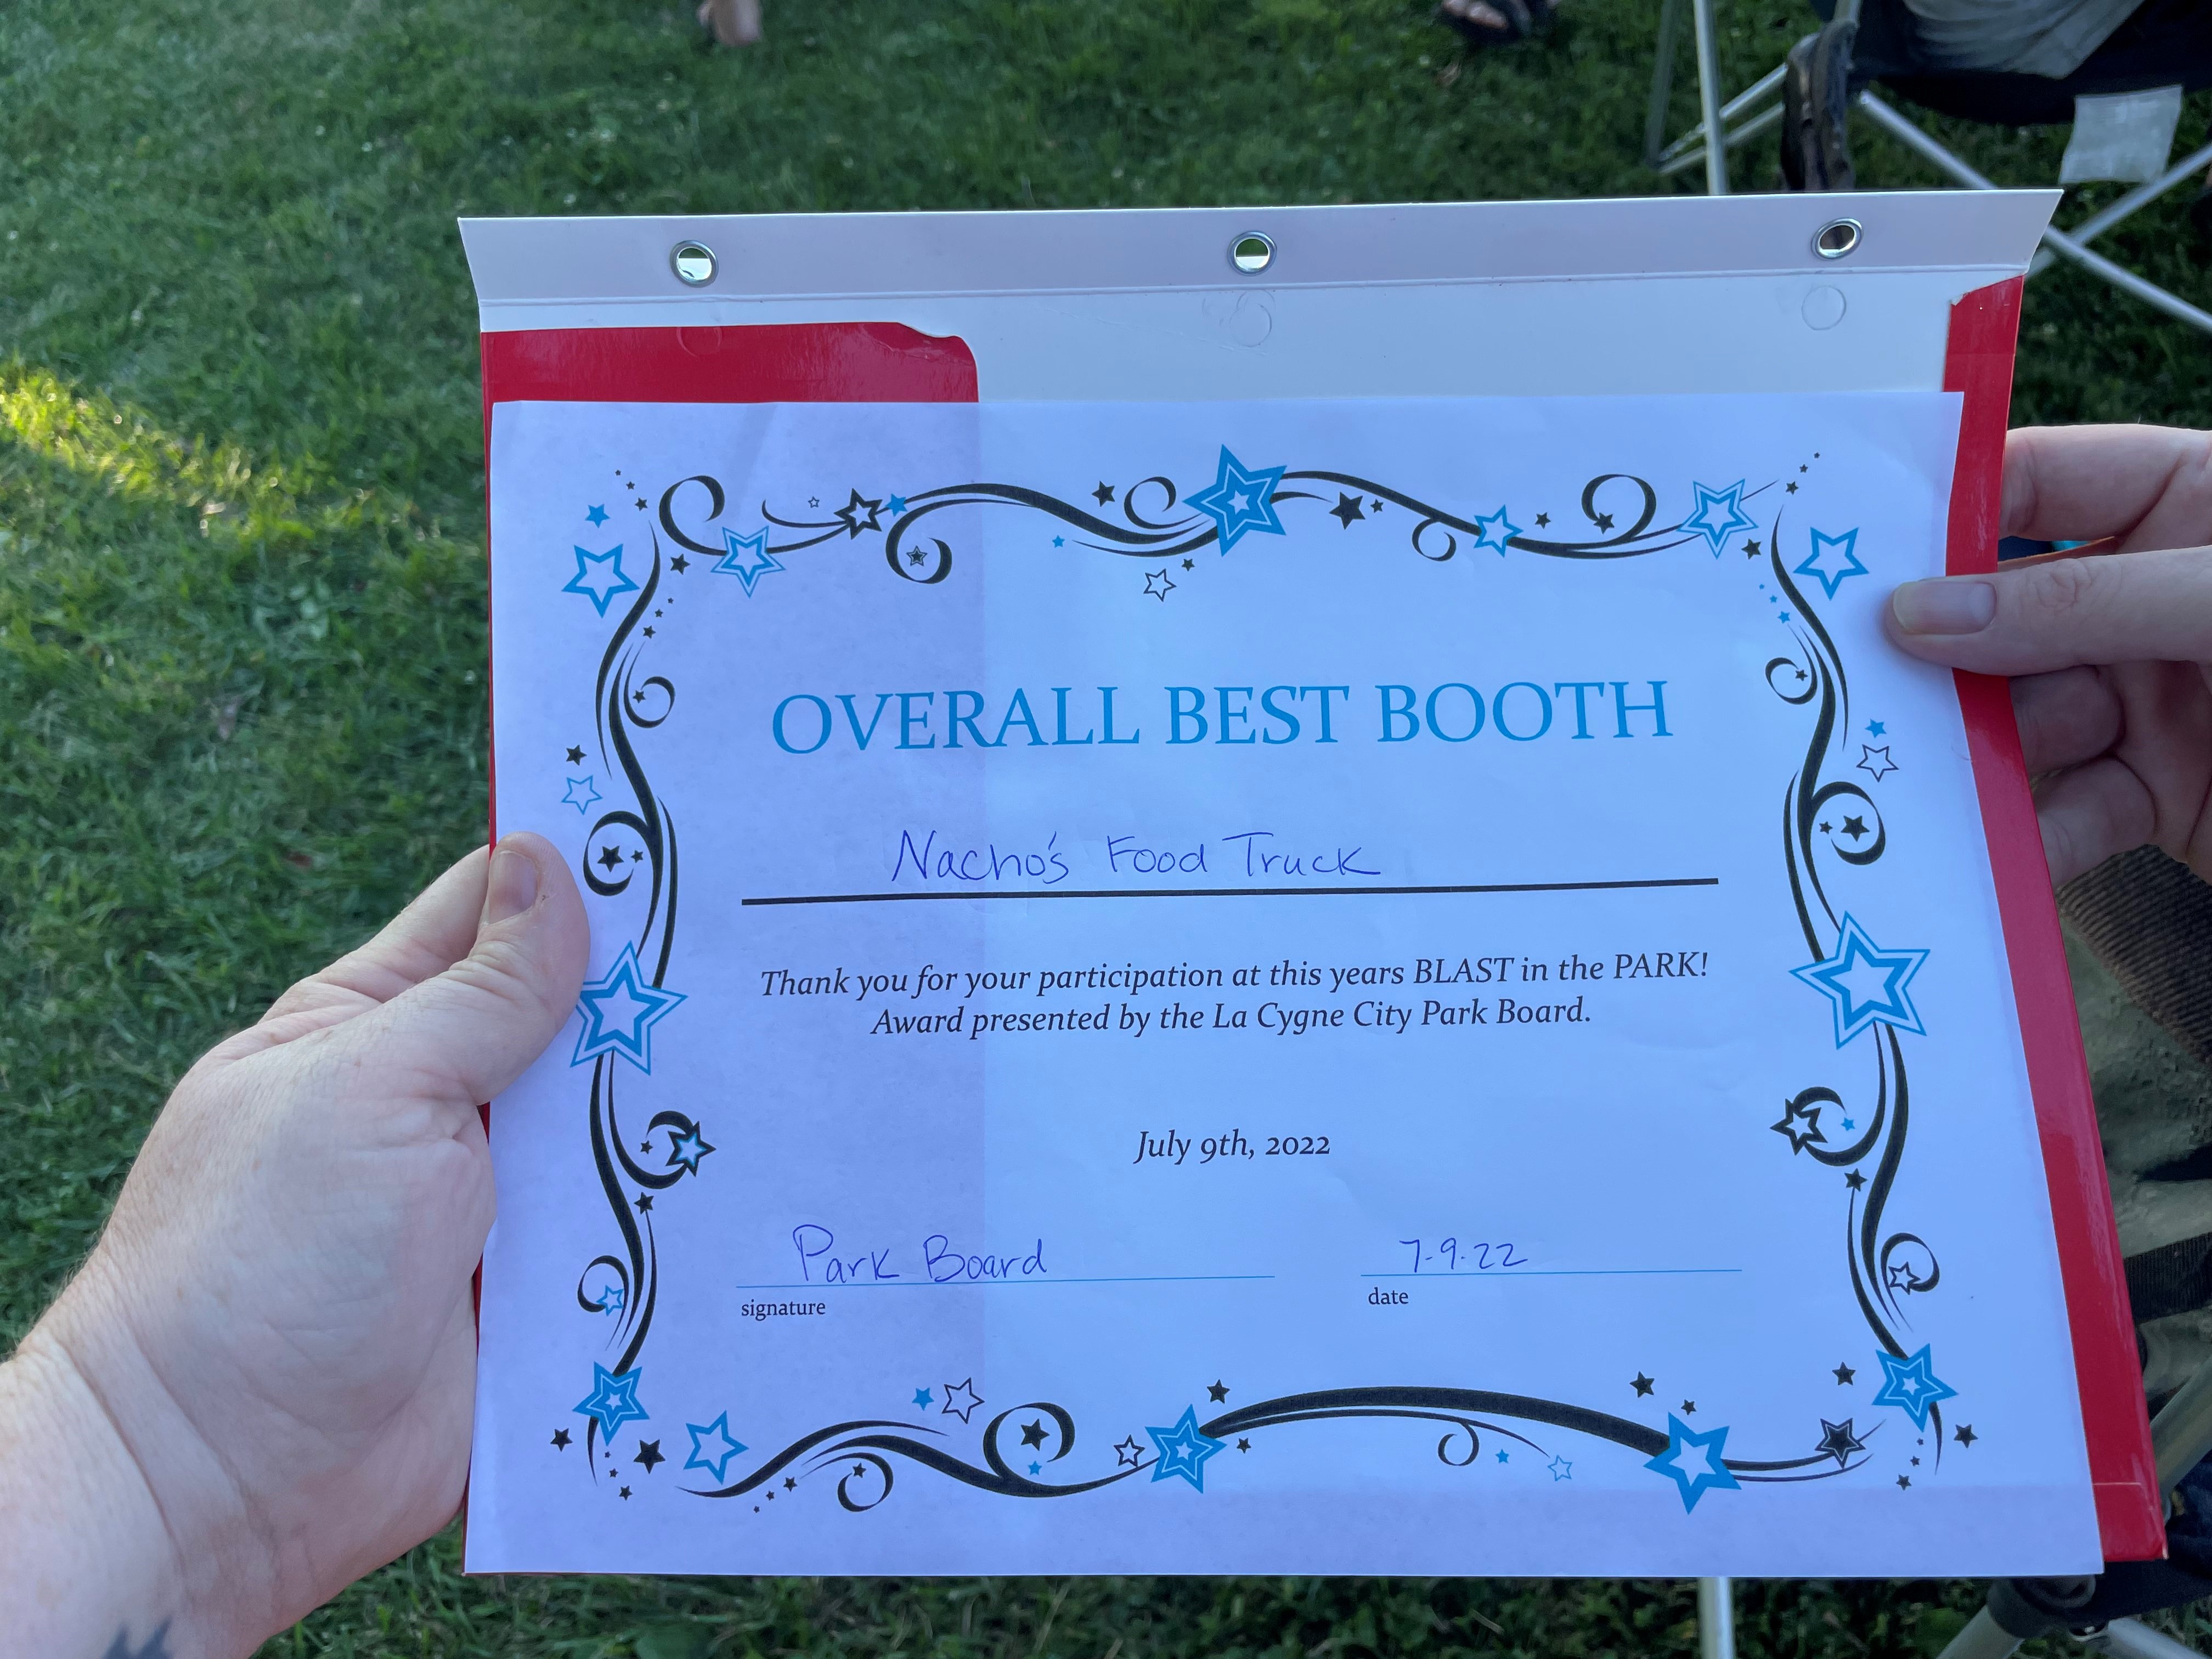 OVERALL BEST BOOTH
Nacho's Food Truck
Thank you for your participation at this years BLAST in the PARK!
Award presented by the La Cygne City Park Board.
July 9th, 2022
Park Board
7-9-22
signature
date